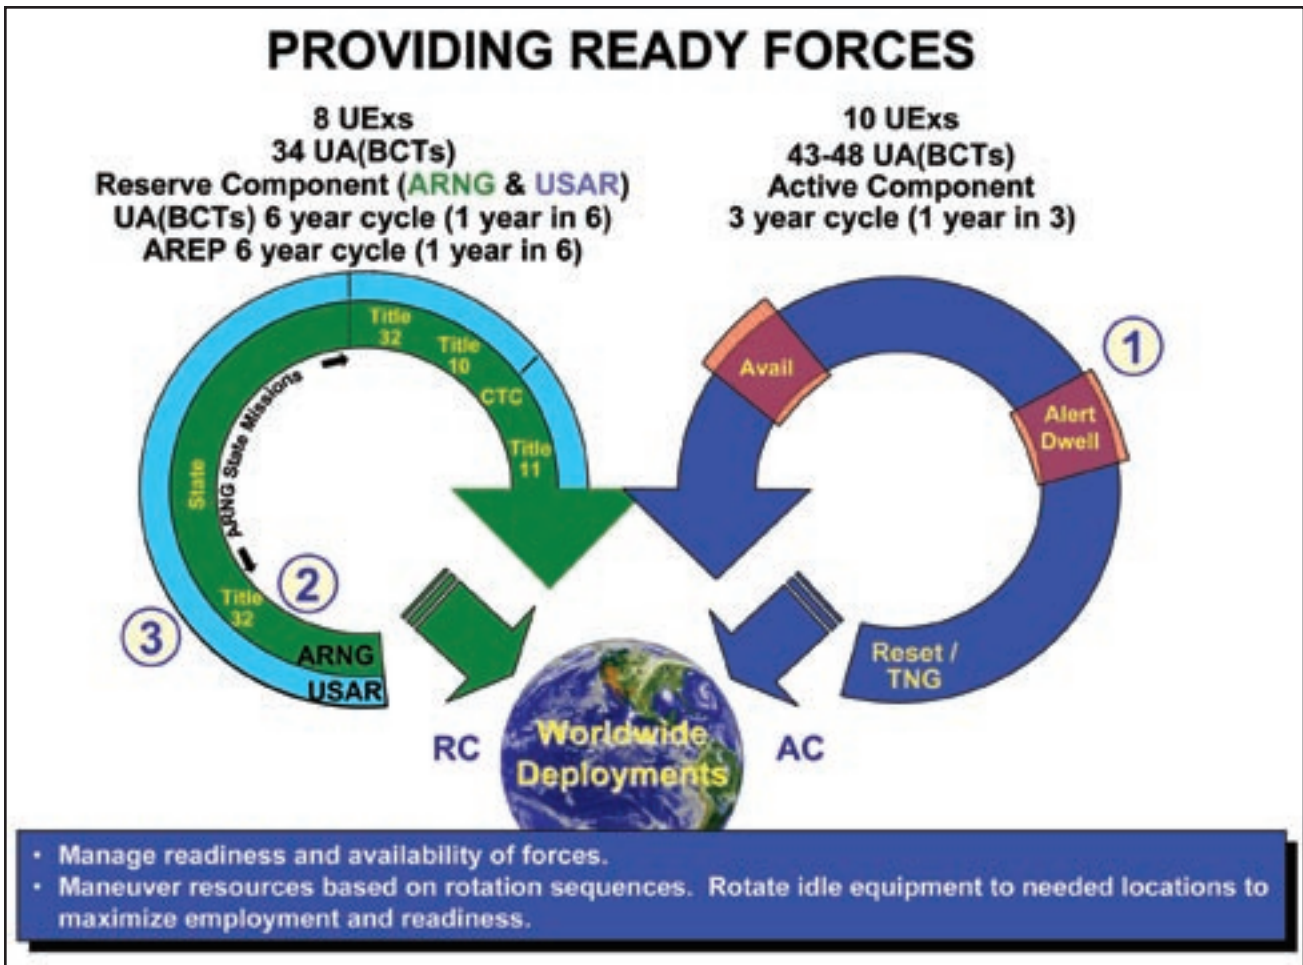 PROVIDING READY FORCES
8 UExs
34 UA(BCTs)
Reserve Component (ARNG & USAR)
UA(BCTs) 6 year cycle (1 year in 6)
AREP 6 year cycle (1 year in 6)
10 UExs
43-48 UA(BCTs)
Active Component
3 year cycle (1 year in 3)
Title
32
Title
10
CTC
Title
11
ARNG State Missions
State
Title
32
2
3
ARNG
USAR
Avail
1
Alert
Dwell
Reset /
TNG
RC
AC
Worldwide
Deployments
• Manage readiness and availability of forces.
• Maneuver resources based on rotation sequences. Rotate idle equipment to needed locations to
maximize employment and readiness.